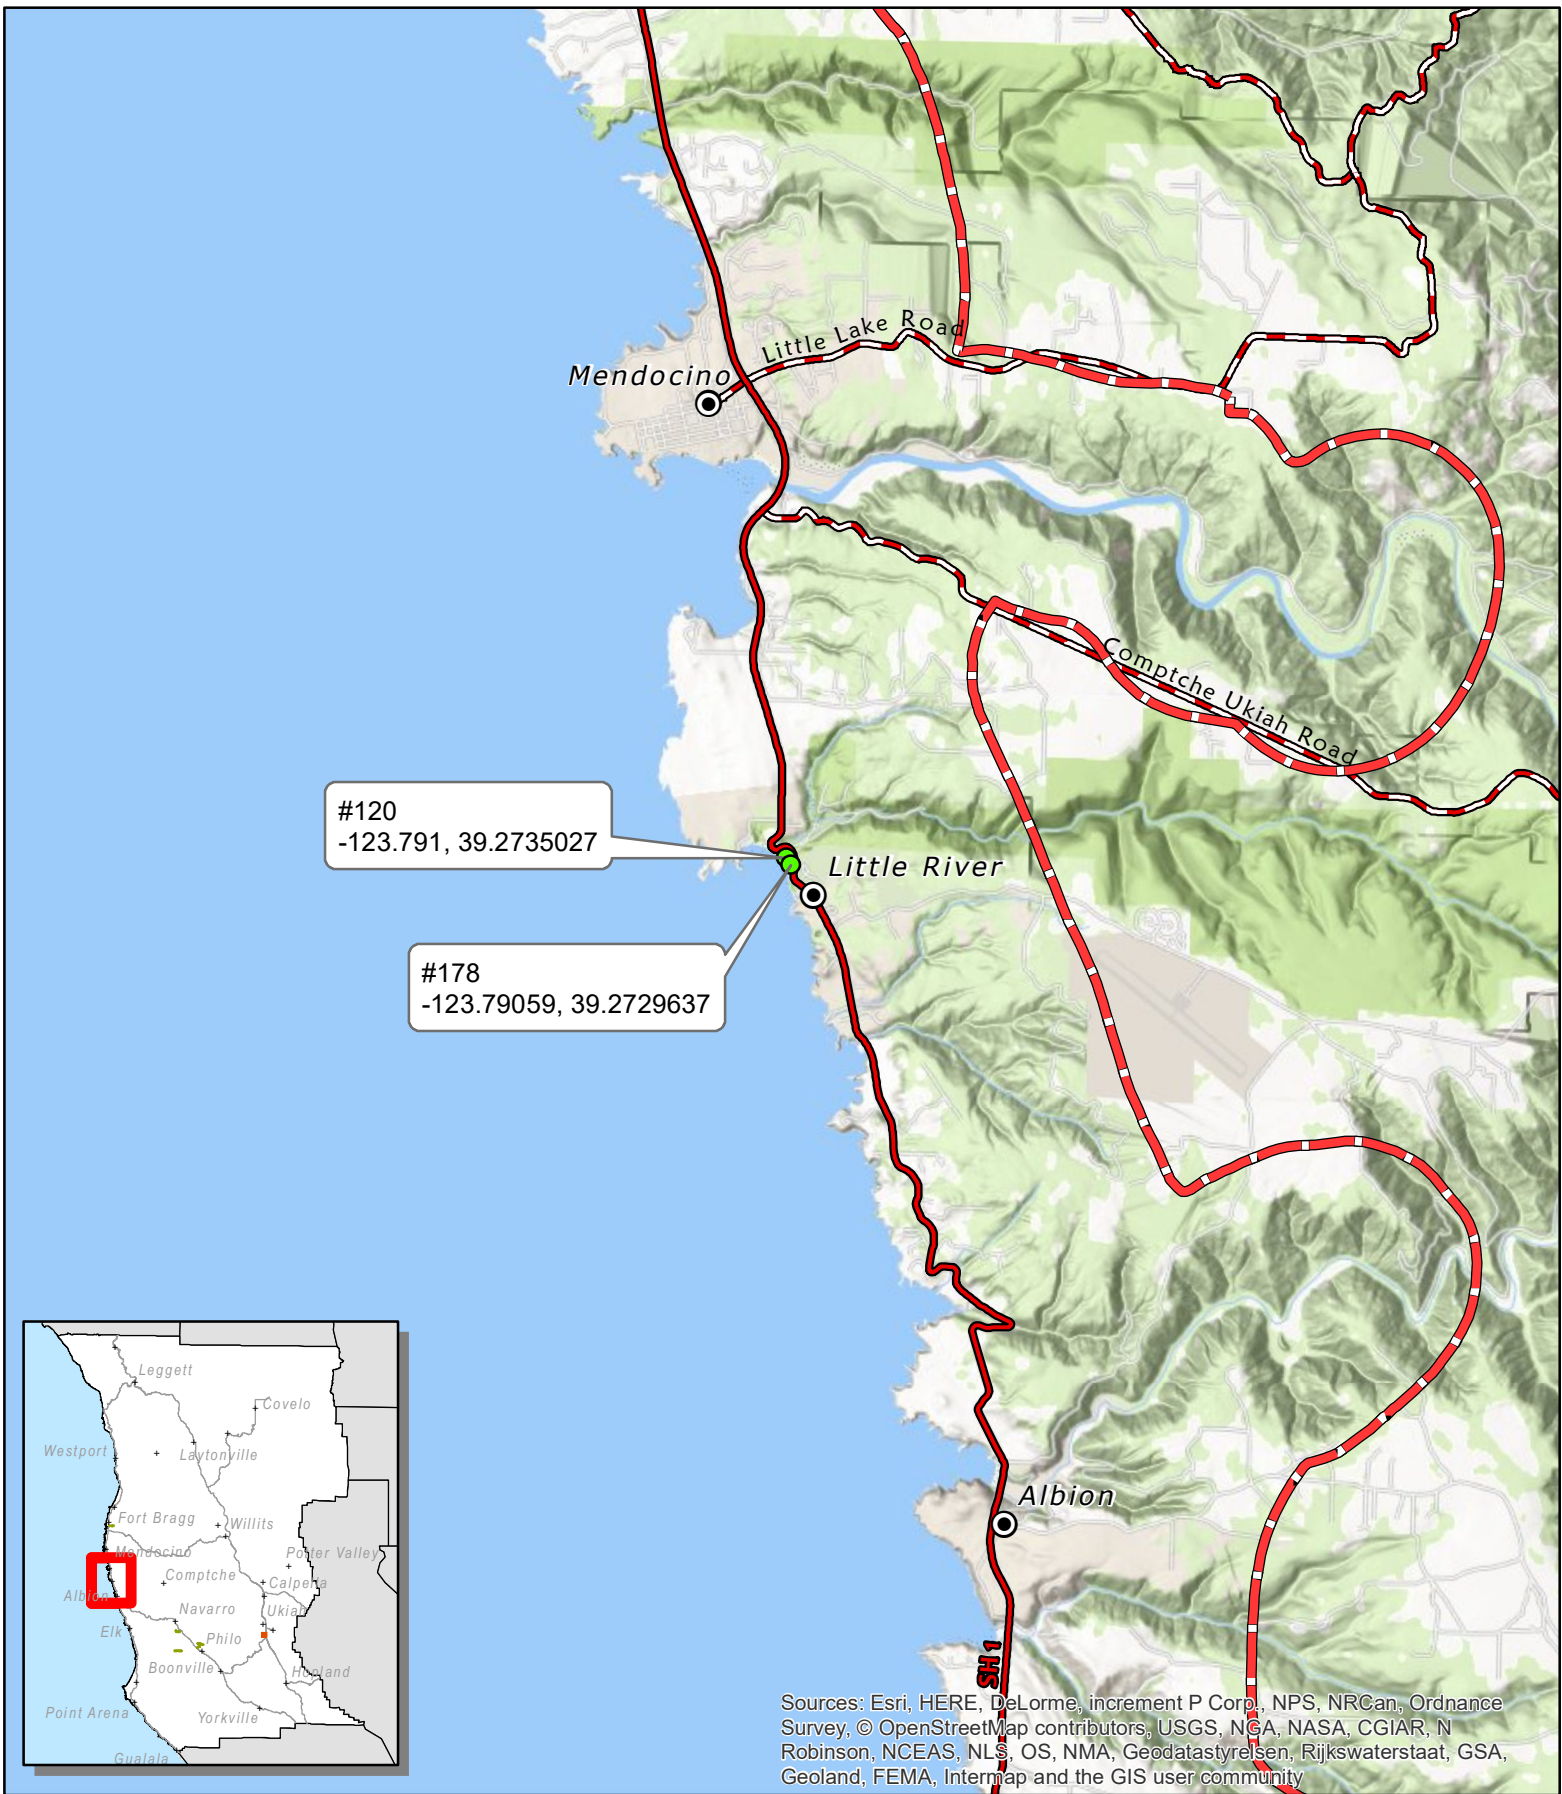 Little Lake Road
Mendocino
Comptche Ukiah Road
#120
-123.791, 39.2735027
Little River
#178
-123.79059, 39.2729637
Albion
SH 1
Leggett
Covelo
Westport
Laytonville
Fort Bragg
Willits
Mendocino
Potter Valley
Comptche
Calpella
Albion
Navarro
Ukiah
Elk
Philo
Boonville
Hopland
Point Arena
Yorkville
Gualala
Sources: Esri, HERE, DeLorme, increment P Corp., NPS, NRCan, Ordnance
Survey, © OpenStreetMap contributors, USGS, NGA, NASA, CGIAR, N
Robinson, NCEAS, NLS, OS, NMA, Geodatastyrelsen, Rijkswaterstaat, GSA,
Geoland, FEMA, Intermap and the GIS user community